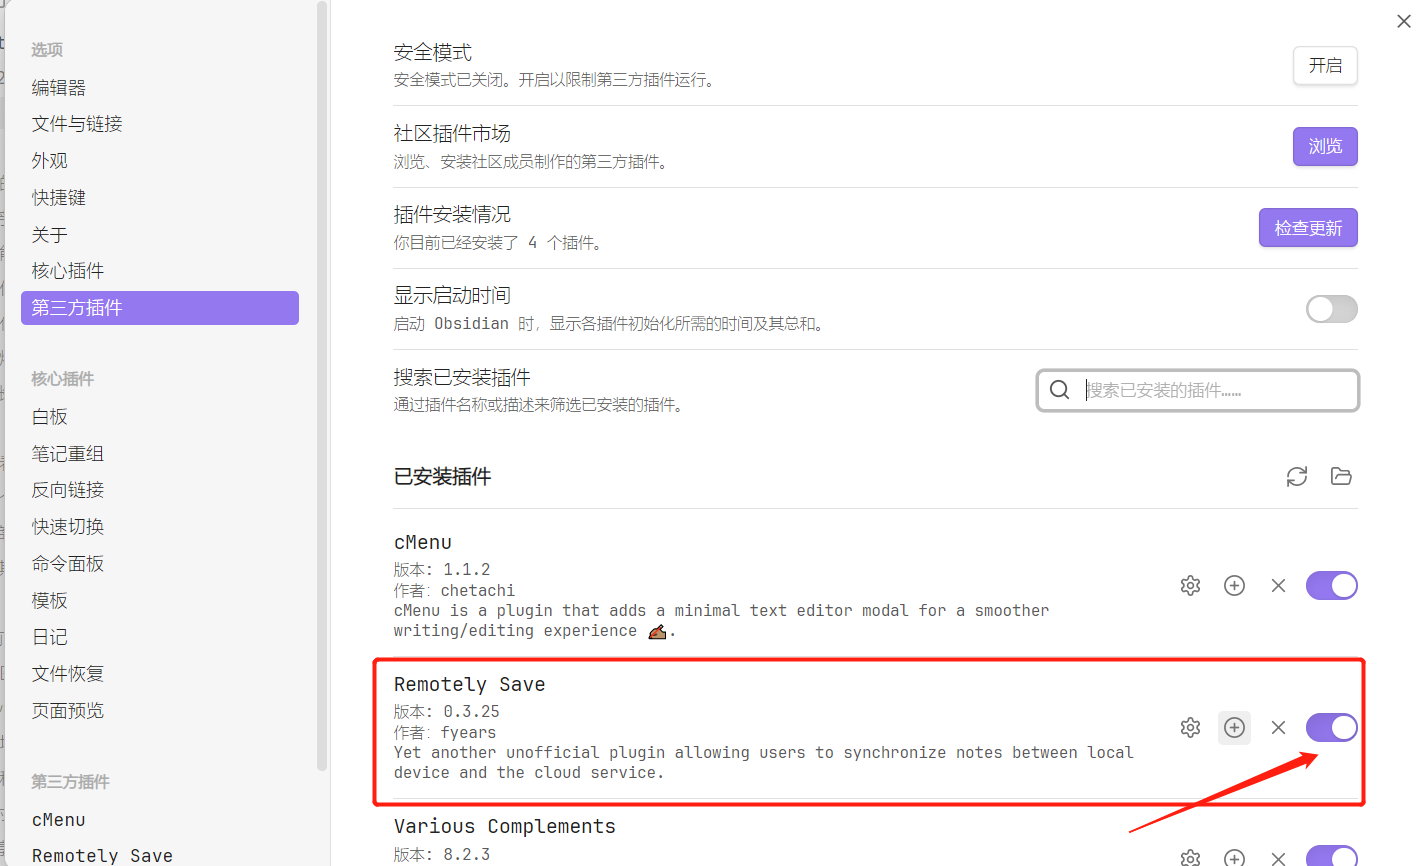 选项
编辑器
文件与链接
外观
快捷键
关于
核心插件
第三方插件
核心插件
白板
笔记重组
反向链接
快速切换
命令面板
模板
日记
文件恢复
页面预览
第三方插件
cMenu
Remotely Save
安全模式
安全模式已关闭。开启以限制第三方插件运行。
开启
社区插件市场
浏览、安装社区成员制作的第三方插件。
浏览
插件安装情况
你目前已经安装了 4 个插件。
检查更新
显示启动时间
启动 Obsidian 时，显示各插件初始化所需的时间及其总和。
搜索已安装插件
通过插件名称或描述来筛选已安装的插件。
搜索已安装的插件……
已安装插件
cMenu
版本: 1.1.2
作者: chetachi
cMenu is a plugin that adds a minimal text editor modal for a smoother
writing/editing experience ✍🏾.
Remotely Save
版本: 0.3.25
作者: fyears
Yet another unofficial plugin allowing users to synchronize notes between local
device and the cloud service.
Various Complements
版本: 8.2.3